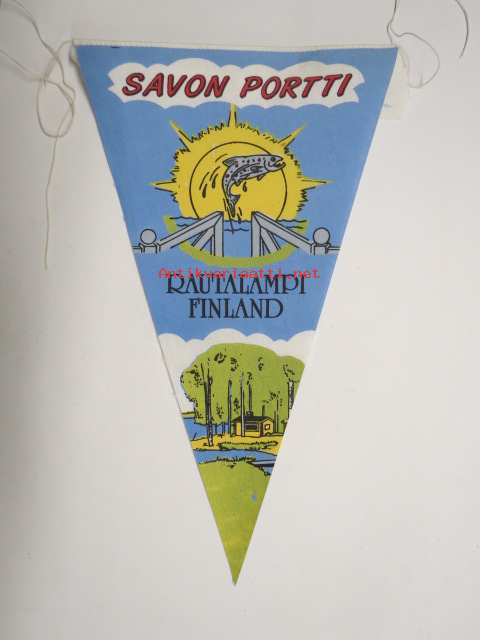 SAVON PORTTI
Antikvariaatti.net
RAUTALAMPI
FINLAND